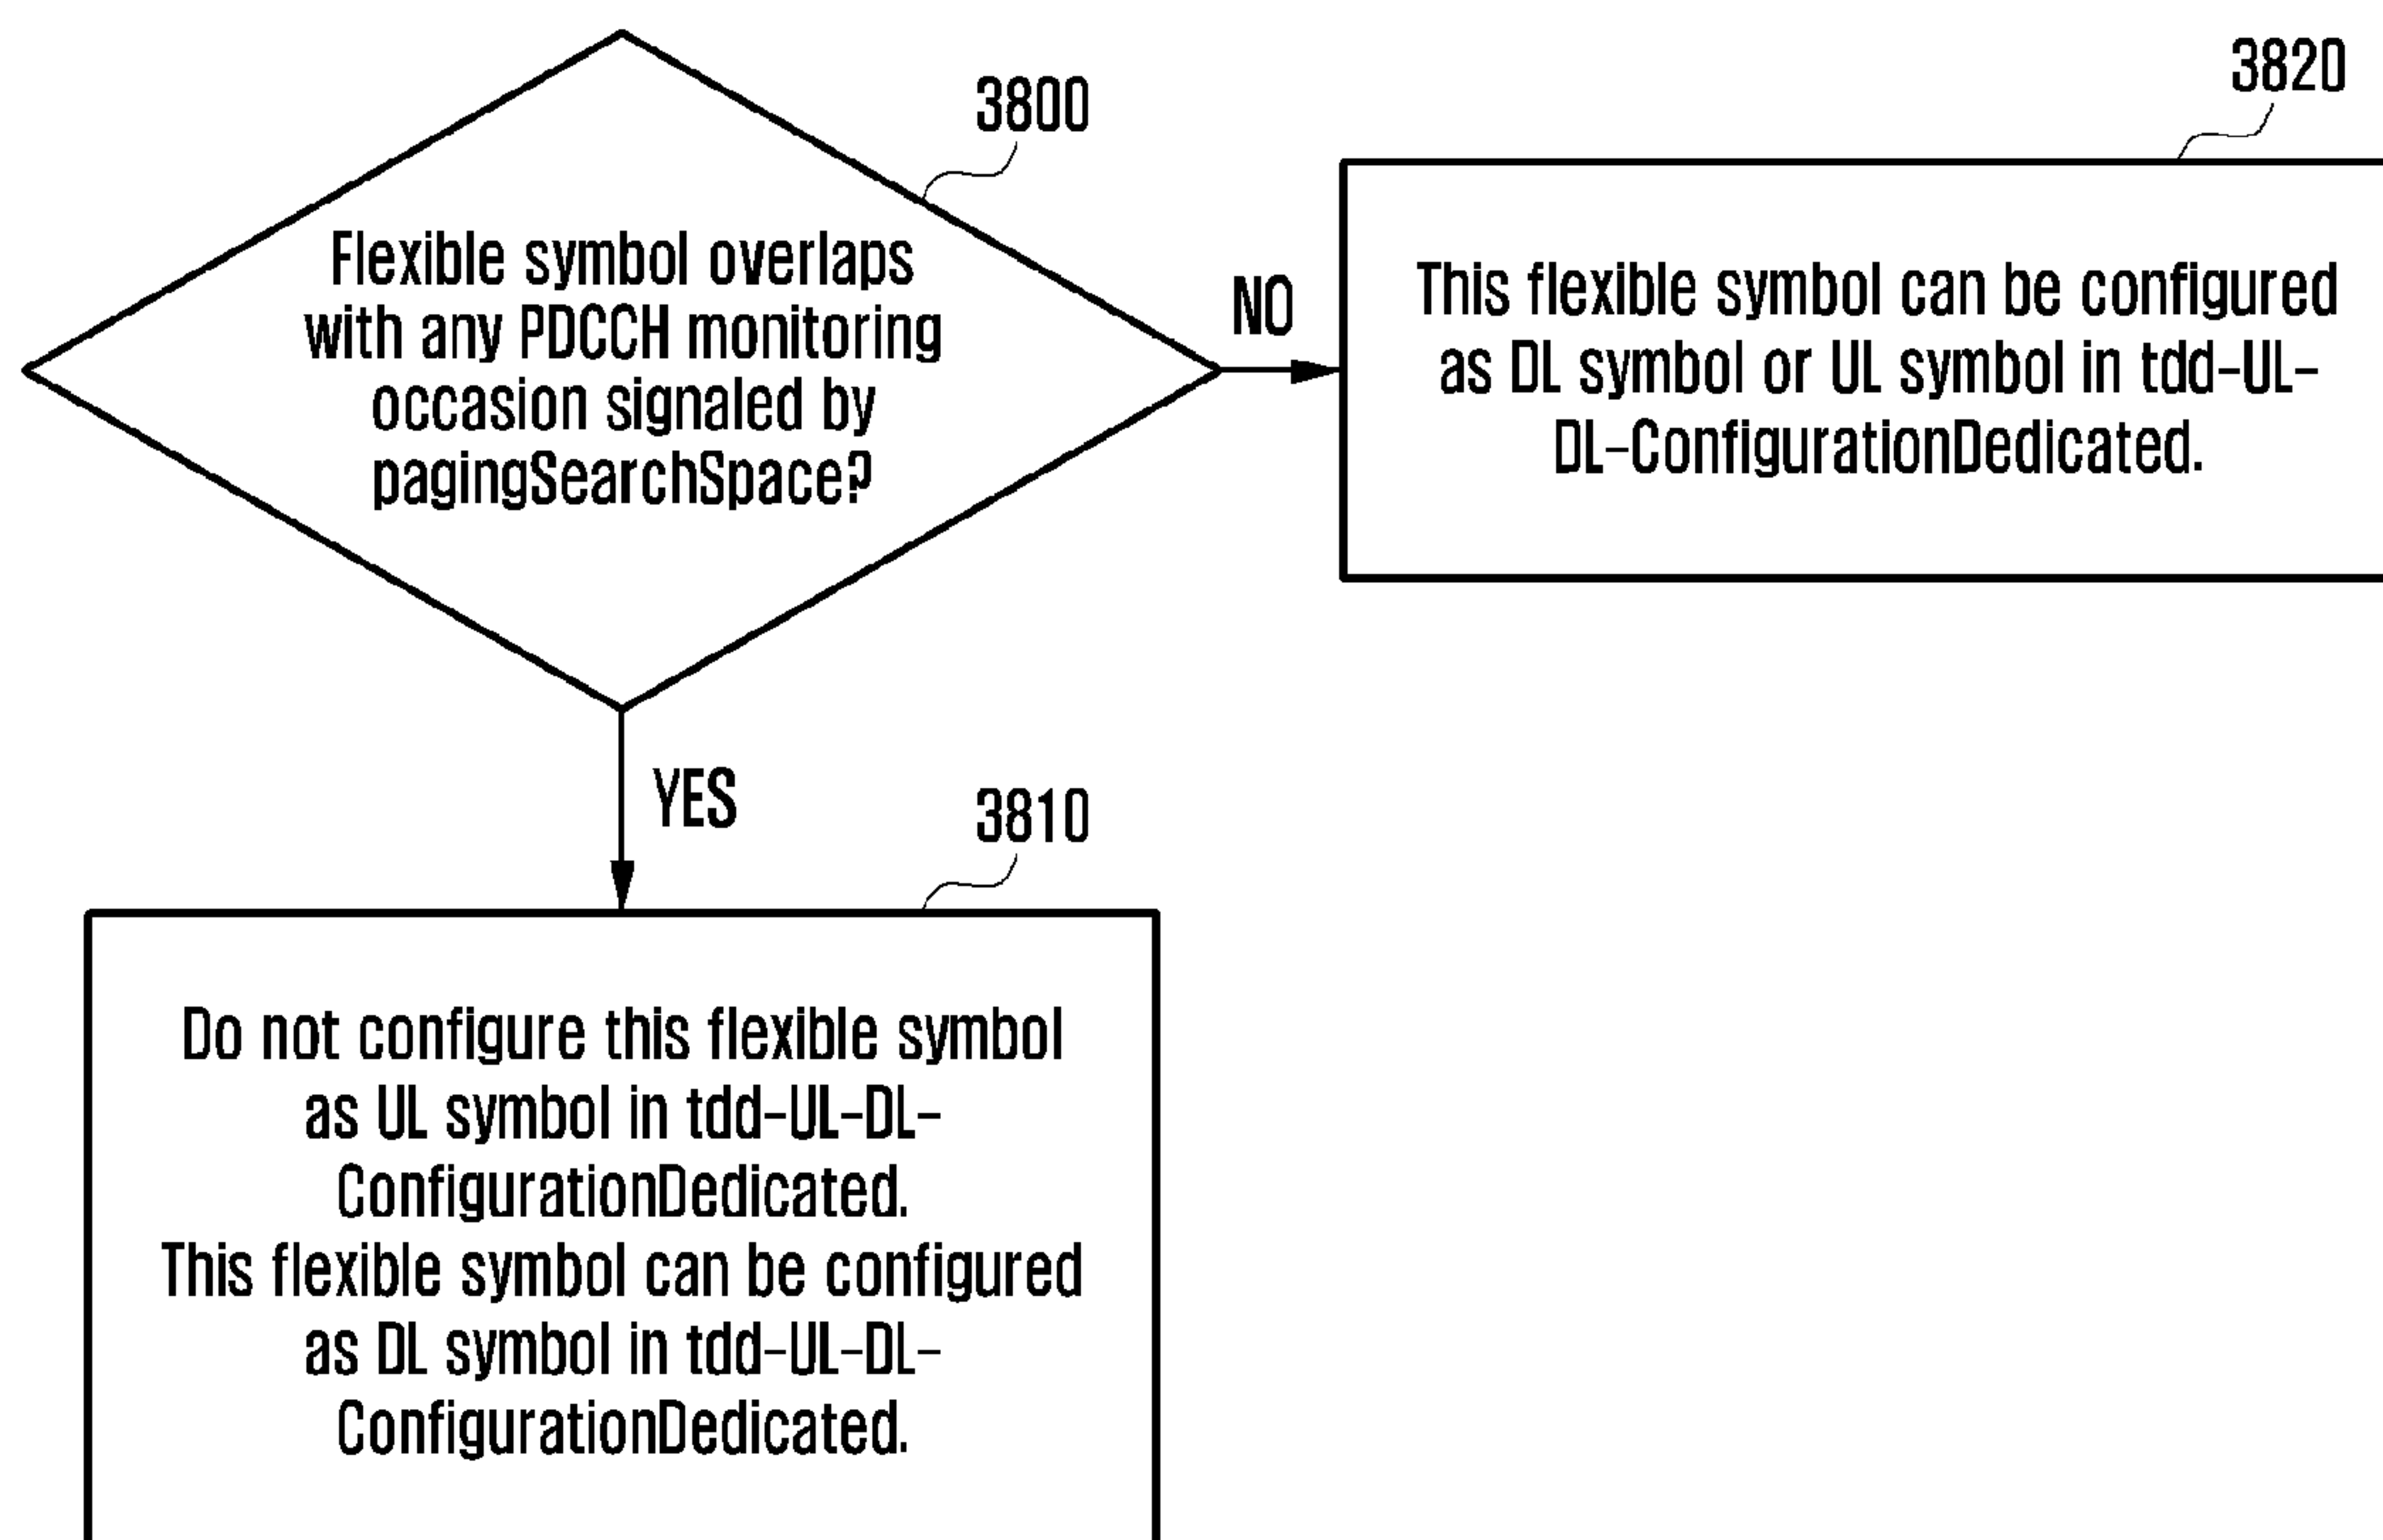 3800
Flexible symbol overlaps
with any PDCCH monitoring
occasion signaled by
pagingSearchSpace?
NO
3820
This flexible symbol can be configured
as DL symbol or UL symbol in tdd-UL-
DL-ConfigurationDedicated.
YES
3810
Do not configure this flexible symbol
as UL symbol in tdd-UL-DL-
ConfigurationDedicated.
This flexible symbol can be configured
as DL symbol in tdd-UL-DL-
ConfigurationDedicated.